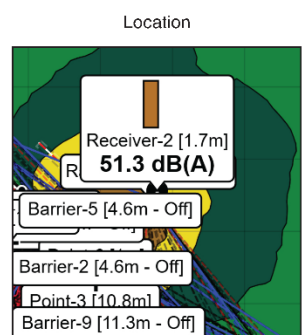 Location
Receiver-2 [1.7m]
51.3 dB(A)
Barrier-5 [4.6m - Off]
Barrier-2 [4.6m - Off]
Point-3 [10.8m]
Barrier-9 [11.3m - Off]